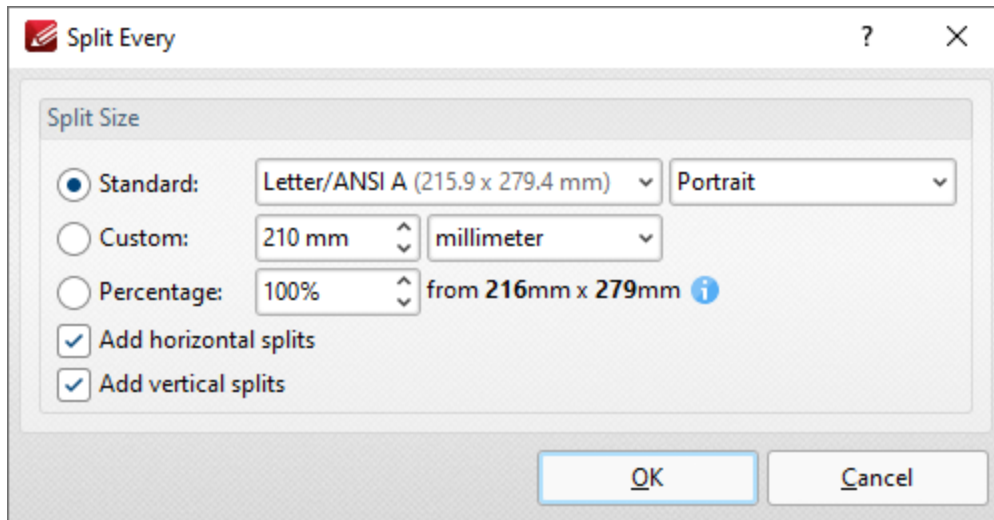 Split Every ?
Split Size
Standard: Letter/ANSI A (215.9 x 279.4 mm) Portrait
Custom: 210 mm millimeter
Percentage: 100% from 216mm x 279mm i
Add horizontal splits
Add vertical splits
OK Cancel